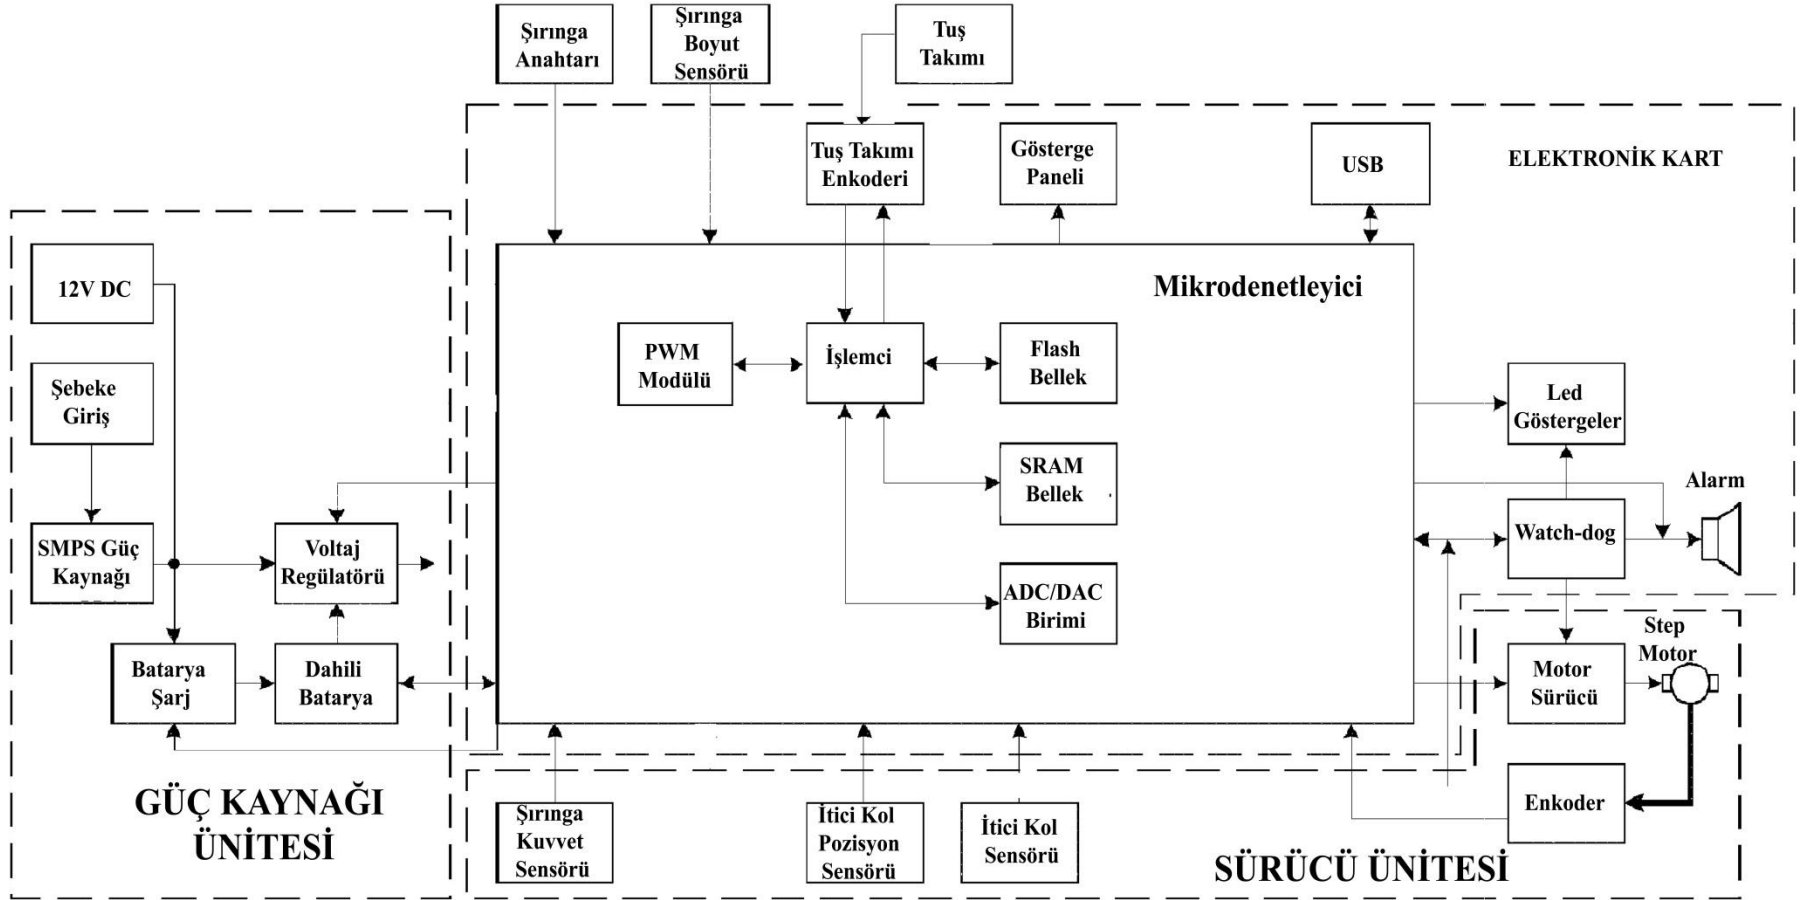 Şırınga
Anahtarı
Şırınga
Boyut
Sensörü
Tuş
Takımı
Tuş Takımı
Enkoderi
Gösterge
Paneli
USB
ELEKTRONİK KART
12V DC
Şebeke
Giriş
SMPS Güç
Kaynağı
Voltaj
Regülatörü
Batarya
Şarj
Dahili
Batarya
GÜÇ KAYNAĞI
ÜNİTESİ
Mikrodenetleyici
PWM
Modülü
İşlemci
Flash
Bellek
SRAM
Bellek
ADC/DAC
Birimi
Led
Göstergeler
Alarm
Watch-dog
Step
Motor
Motor
Sürücü
Enkoder
Şırınga
Kuvvet
Sensörü
İtici Kol
Pozisyon
Sensörü
İtici Kol
Sensörü
SÜRÜCÜ ÜNİTESİ